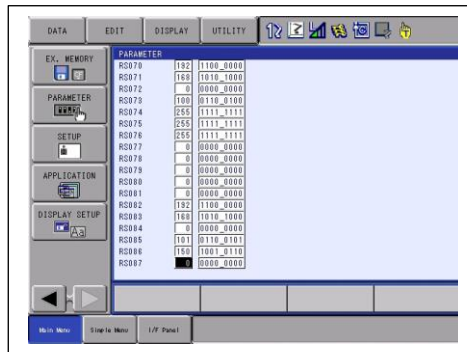 DATA EDIT DISPLAY UTILITY
EX. MEMORY
PARAMETER
SETUP
APPLICATION
DISPLAY SETUP
PARAMETER
RS070 192 1100_0000
RS071 168 1010_1000
RS072 0 0000_0000
RS073 100 0110_0100
RS074 255 1111_1111
RS075 255 1111_1111
RS076 255 1111_1111
RS077 0 0000_0000
RS078 0 0000_0000
RS079 0 0000_0000
RS080 0 0000_0000
RS081 0 0000_0000
RS082 192 1100_0000
RS083 168 1010_1000
RS084 0 0000_0000
RS085 101 0110_0101
RS086 150 1001_0110
RS087 0 0000_0000
Main Menu Simple Menu I/F Panel